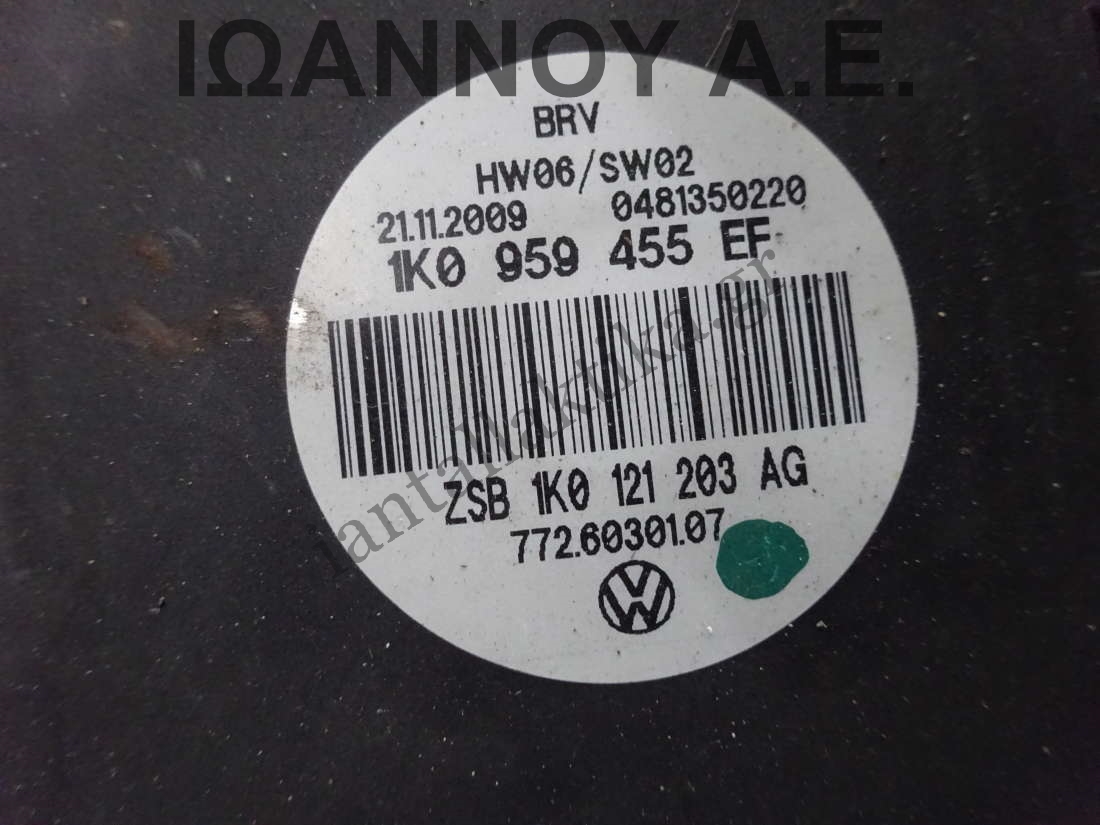 ΙΩΑΝΝΟΥ Α.Ε.
BRV
HW06/SW02
21.11.2009 0481350220
1K0 959 455 EF
iantallaktika.gr
ZSB 1K0 121 203 AG
772.60301.07
VW